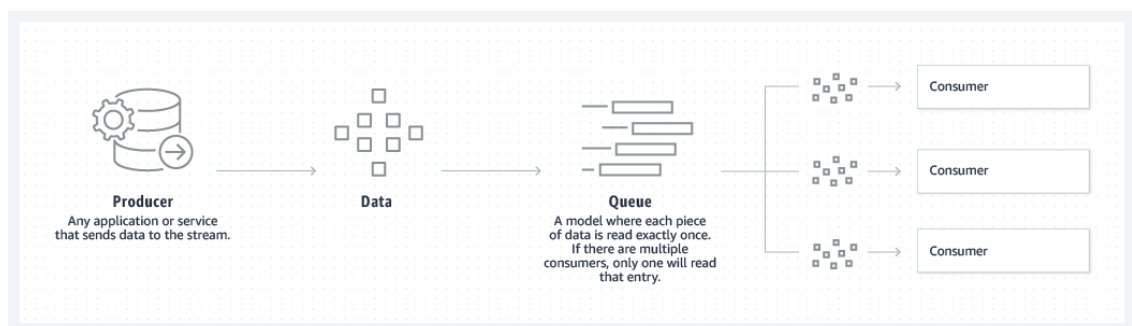 Producer
Any application or service
that sends data to the stream.
Data
Queue
A model where each piece
of data is read exactly once.
If there are multiple
consumers, only one will read
that entry.
Consumer
Consumer
Consumer